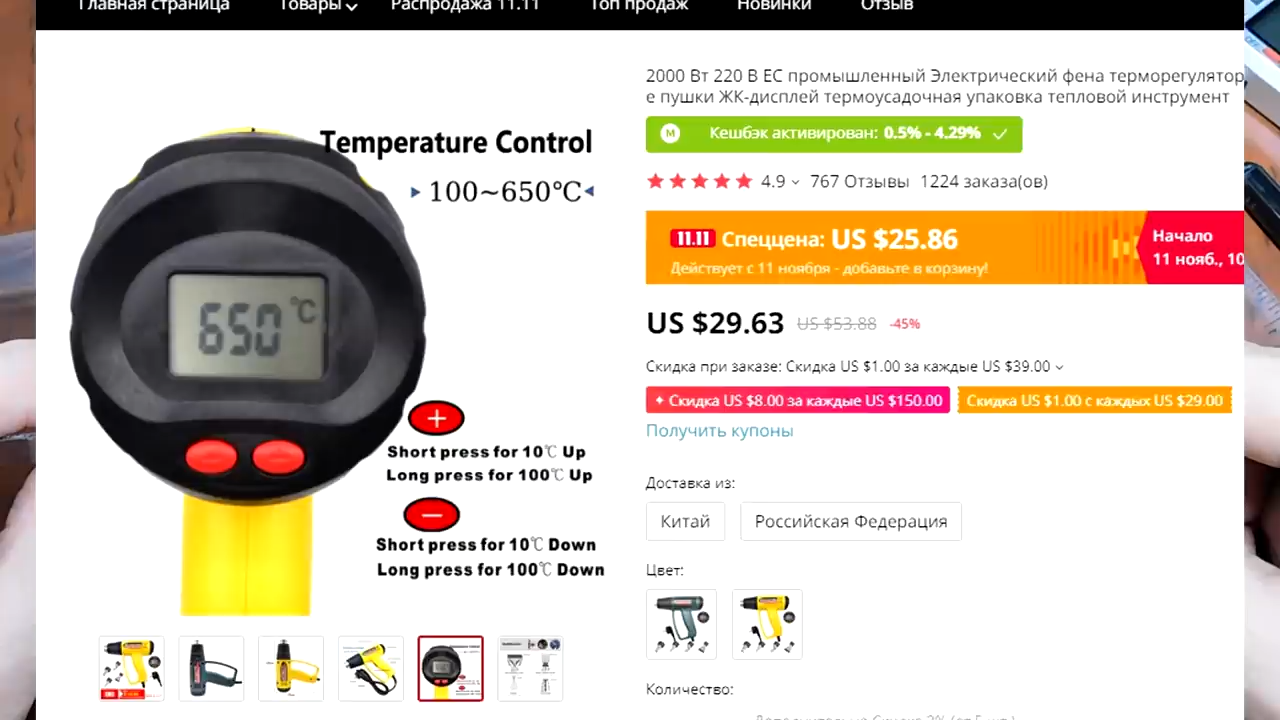 Главная страница
Товары
Распродажа 11.11
Топ продаж
Новинки
Отзыв
Temperature Control
100~650℃
650 °C
Short press for 10℃ Up
Long press for 100℃ Up
Short press for 10℃ Down
Long press for 100℃ Down
2000 Вт 220 В ЕС промышленный Электрический фена терморегулятор
е пушки ЖК-дисплей термоусадочная упаковка тепловой инструмент
M Кешбэк активирован: 0.5% - 4.29%
4.9 767 Отзывы 1224 заказа(ов)
11.11 Спеццена: US $25.86
Действует с 11 ноября - добавьте в корзину!
Начало
11 нояб., 10
US $29.63 US $53.88 -45%
Скидка при заказе: Скидка US $1.00 за каждые US $39.00
Скидка US $8.00 за каждые US $150.00
Скидка US $1.00 с каждых US $29.00
Получить купоны
Доставка из:
Китай
Российская Федерация
Цвет:
Количество:
Дополнительно Скидка 2% (от 5 шт.)